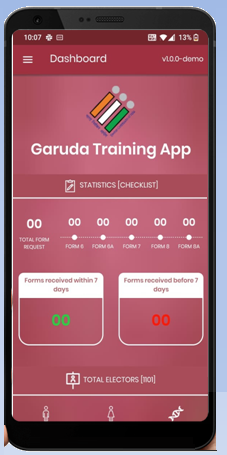 10:07 13%
Dashboard v1.0.0-demo
Garuda Training App
STATISTICS [CHECKLIST]
00 00 00 00 00 00
TOTAL FORM REQUEST FORM 6 FORM 6A FORM 7 FORM 8 FORM 8A
Forms received within 7 days
00
Forms received before 7 days
00
TOTAL ELECTORS [1101]